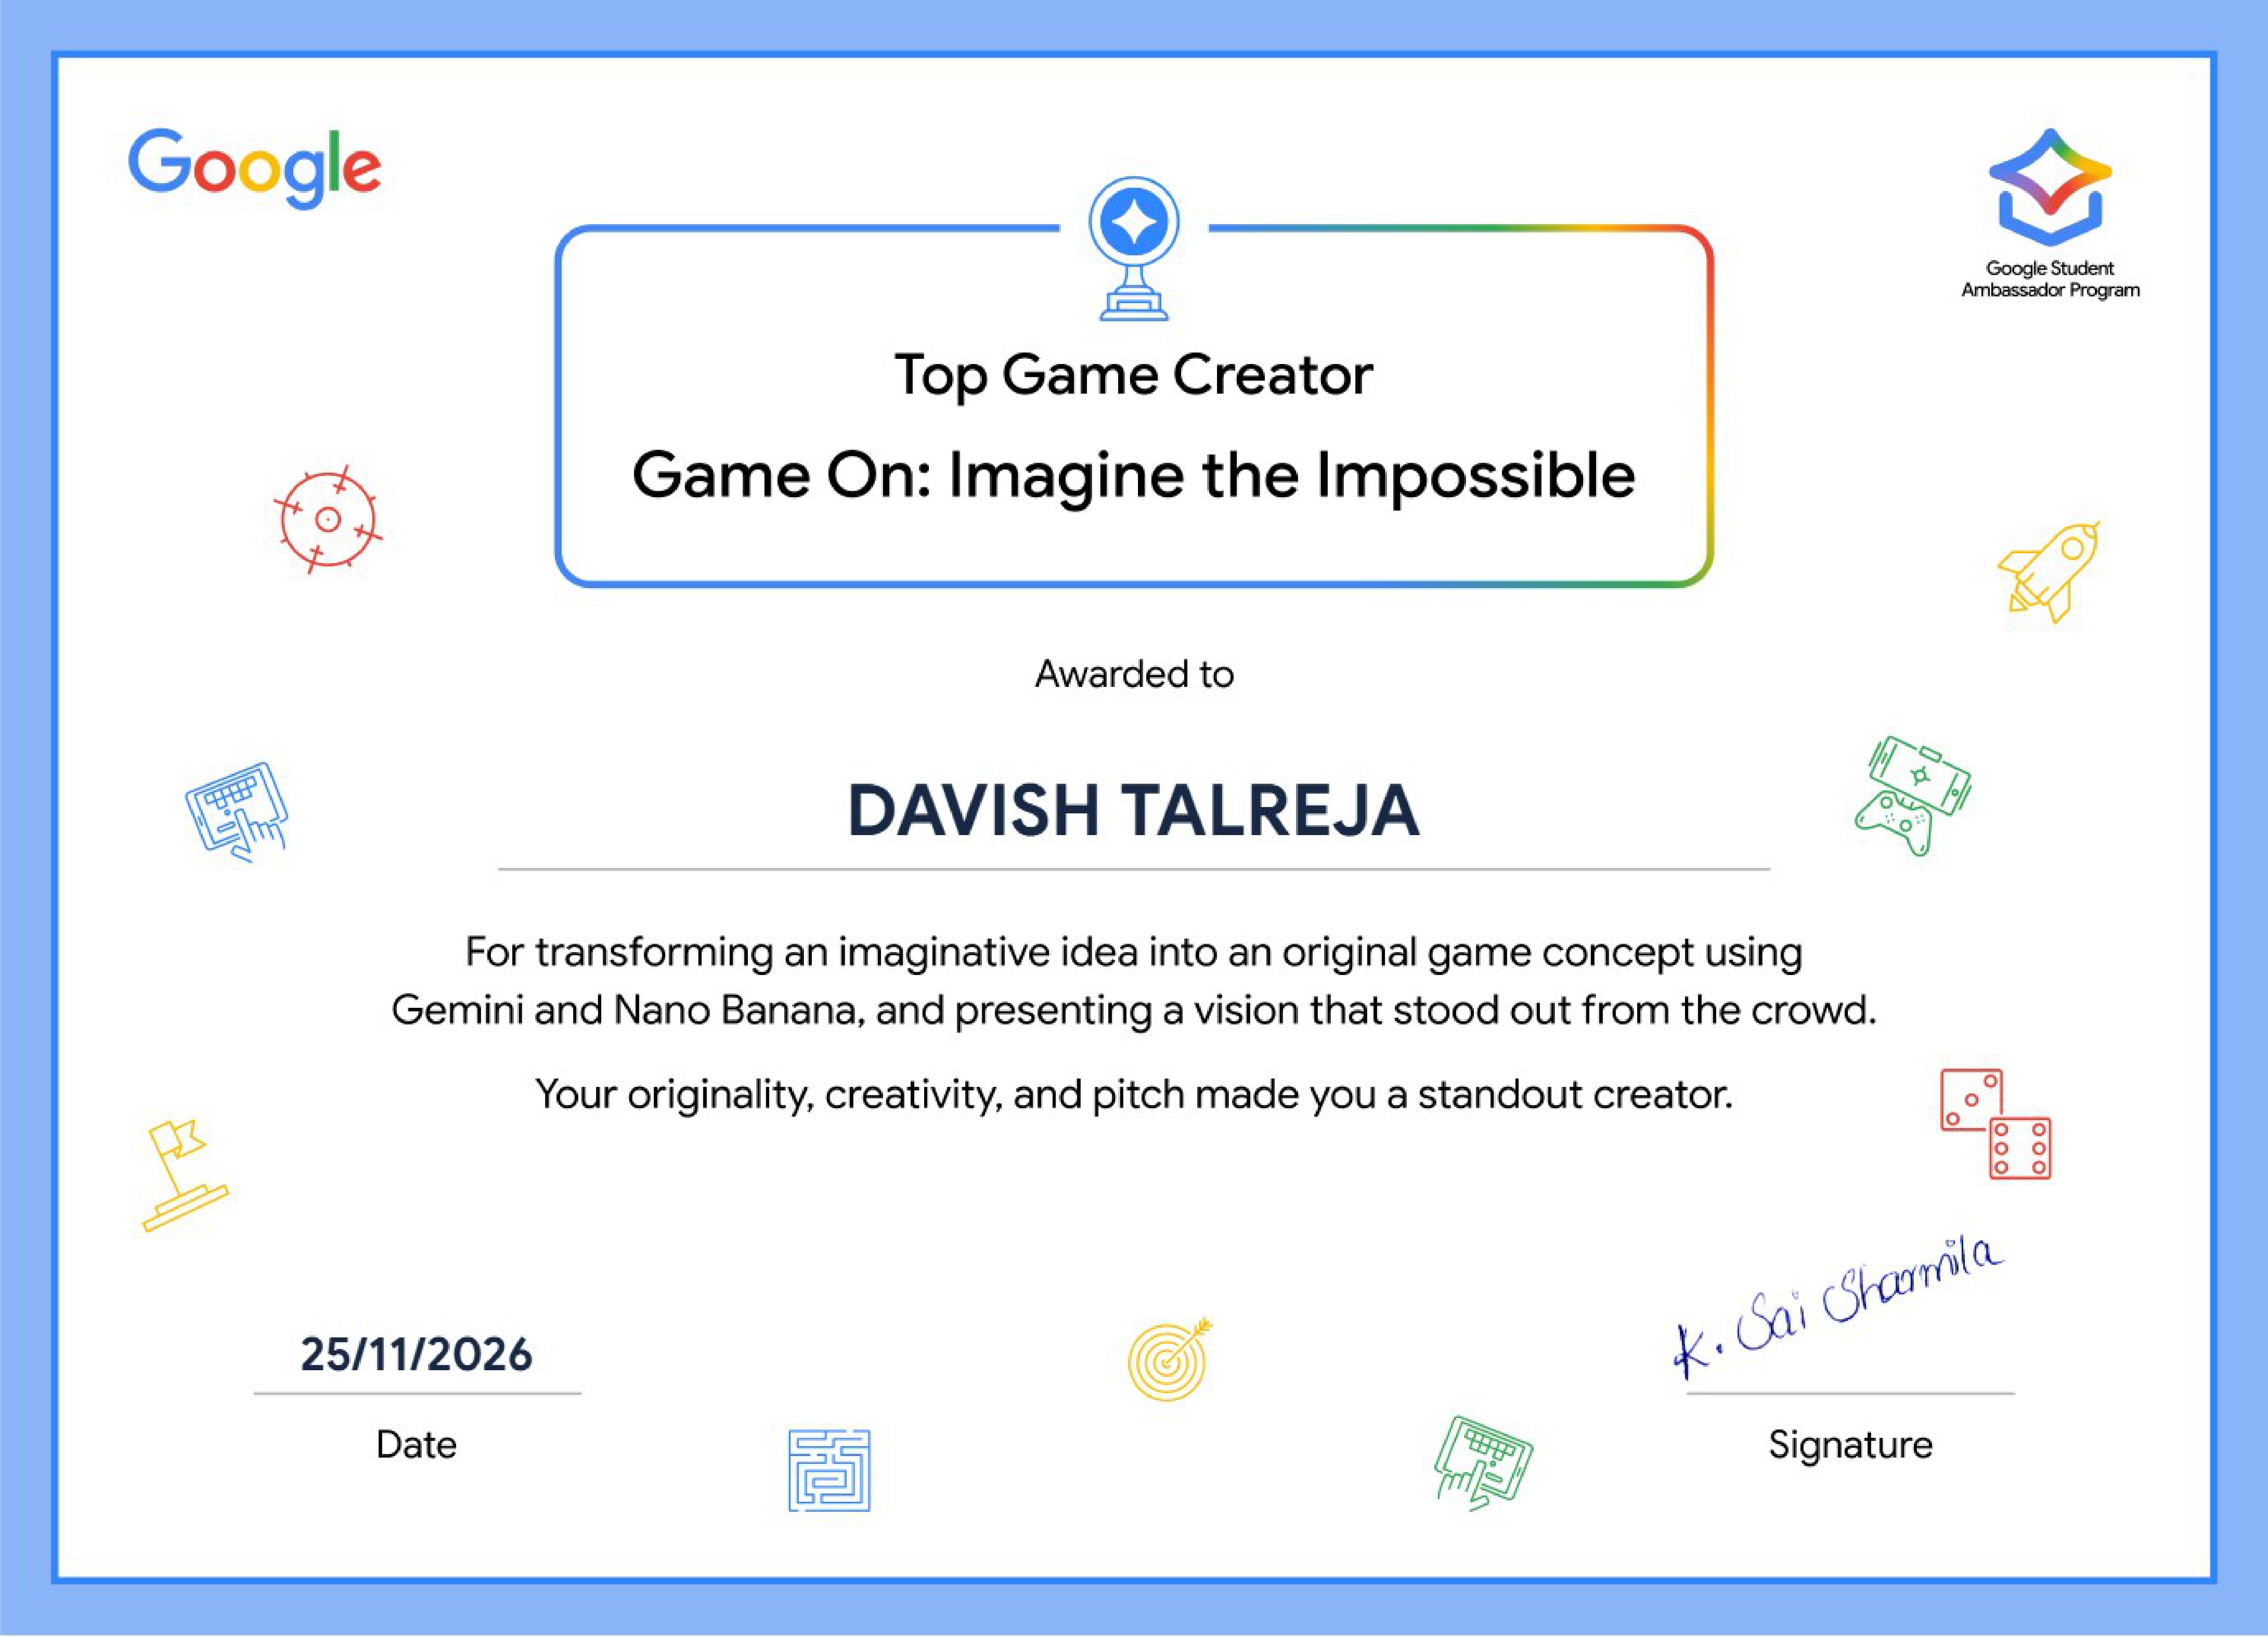 Google
Google Student
Ambassador Program
Top Game Creator
Game On: Imagine the Impossible
Awarded to
DAVISH TALREJA
For transforming an imaginative idea into an original game concept using
Gemini and Nano Banana, and presenting a vision that stood out from the crowd.
Your originality, creativity, and pitch made you a standout creator.
25/11/2026
Date
K. Sai Sharmila
Signature